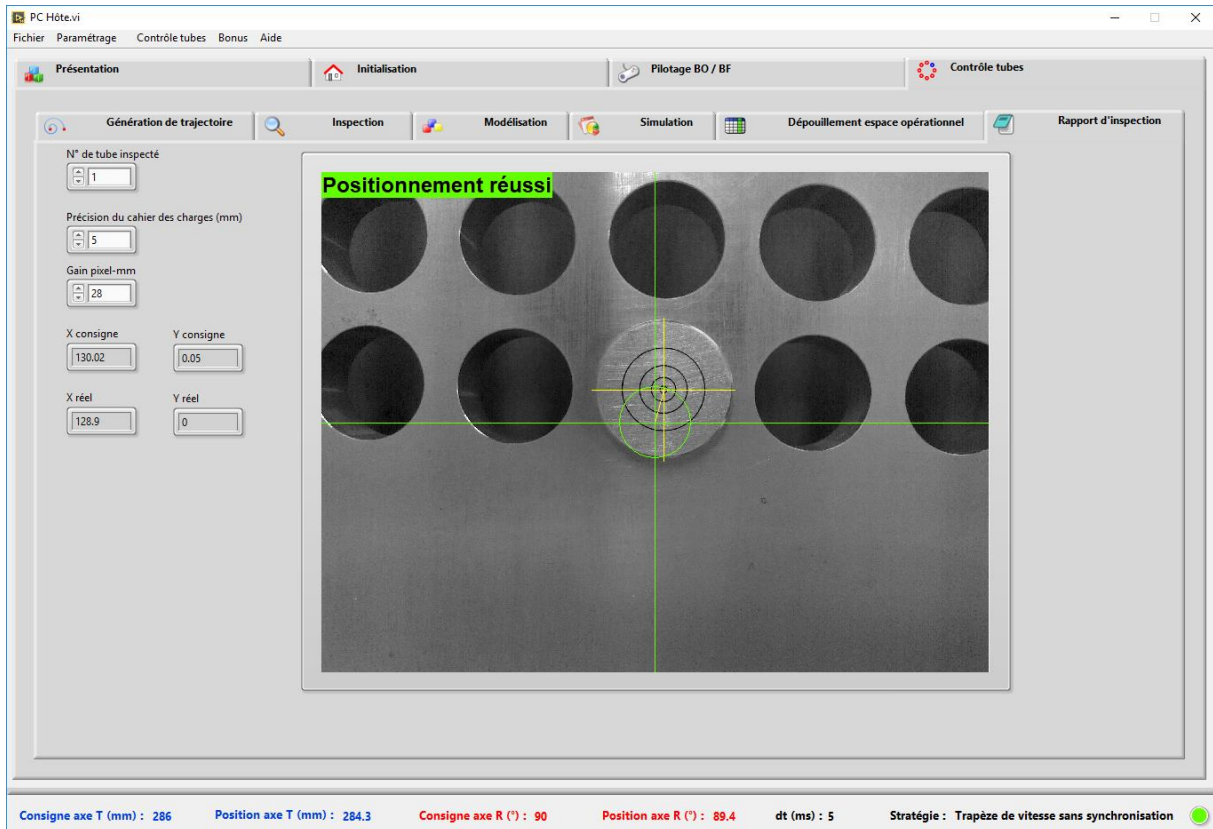 PC Hôte.vi
Fichier Paramétrage Contrôle tubes Bonus Aide
Présentation Initialisation Pilotage BO / BF Contrôle tubes
Génération de trajectoire Inspection Modélisation Simulation Dépouillement espace opérationnel Rapport d'inspection
N° de tube inspecté
1
Précision du cahier des charges (mm)
5
Gain pixel-mm
28
X consigne Y consigne
130.02 0.05
X réel Y réel
128.9 0
Positionnement réussi
Consigne axe T (mm) : 286 Position axe T (mm) : 284.3 Consigne axe R (°) : 90 Position axe R (°) : 89.4 dt (ms) : 5 Stratégie : Trapèze de vitesse sans synchronisation